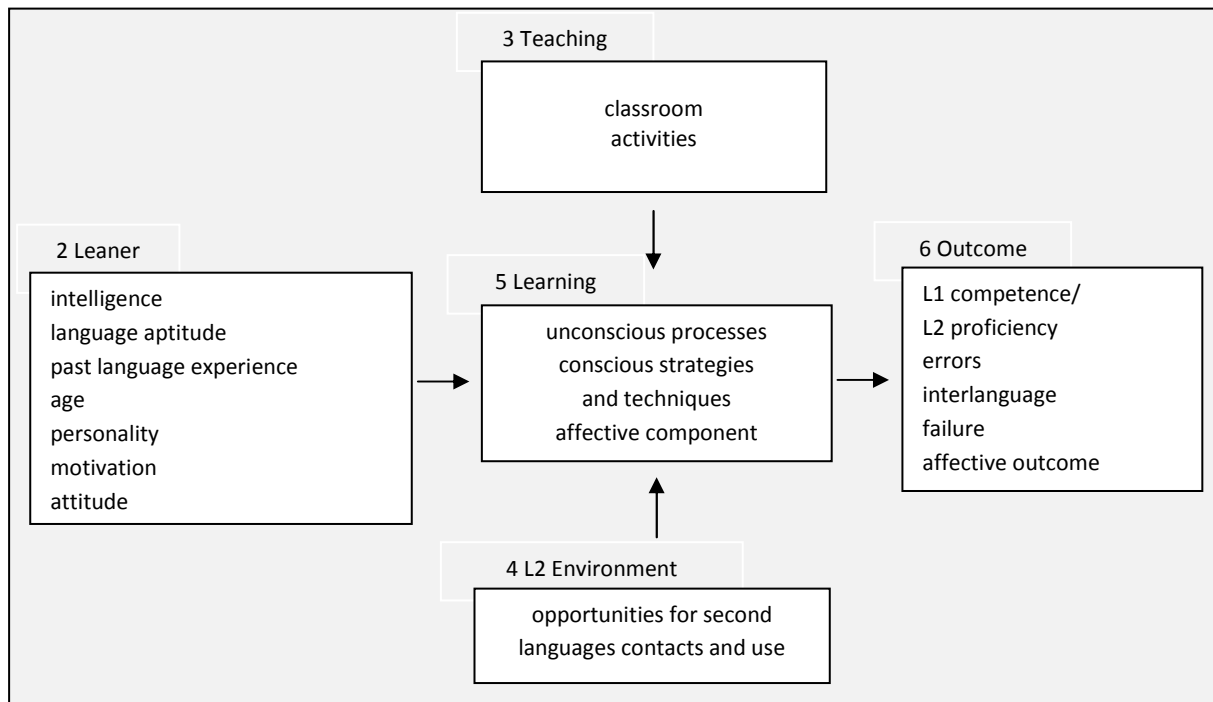 3 Teaching
classroom
activities
2 Leaner
intelligence
language aptitude
past language experience
age
personality
motivation
attitude
5 Learning
unconscious processes
conscious strategies
and techniques
affective component
6 Outcome
L1 competence/
L2 proficiency
errors
interlanguage
failure
affective outcome
4 L2 Environment
opportunities for second
languages contacts and use